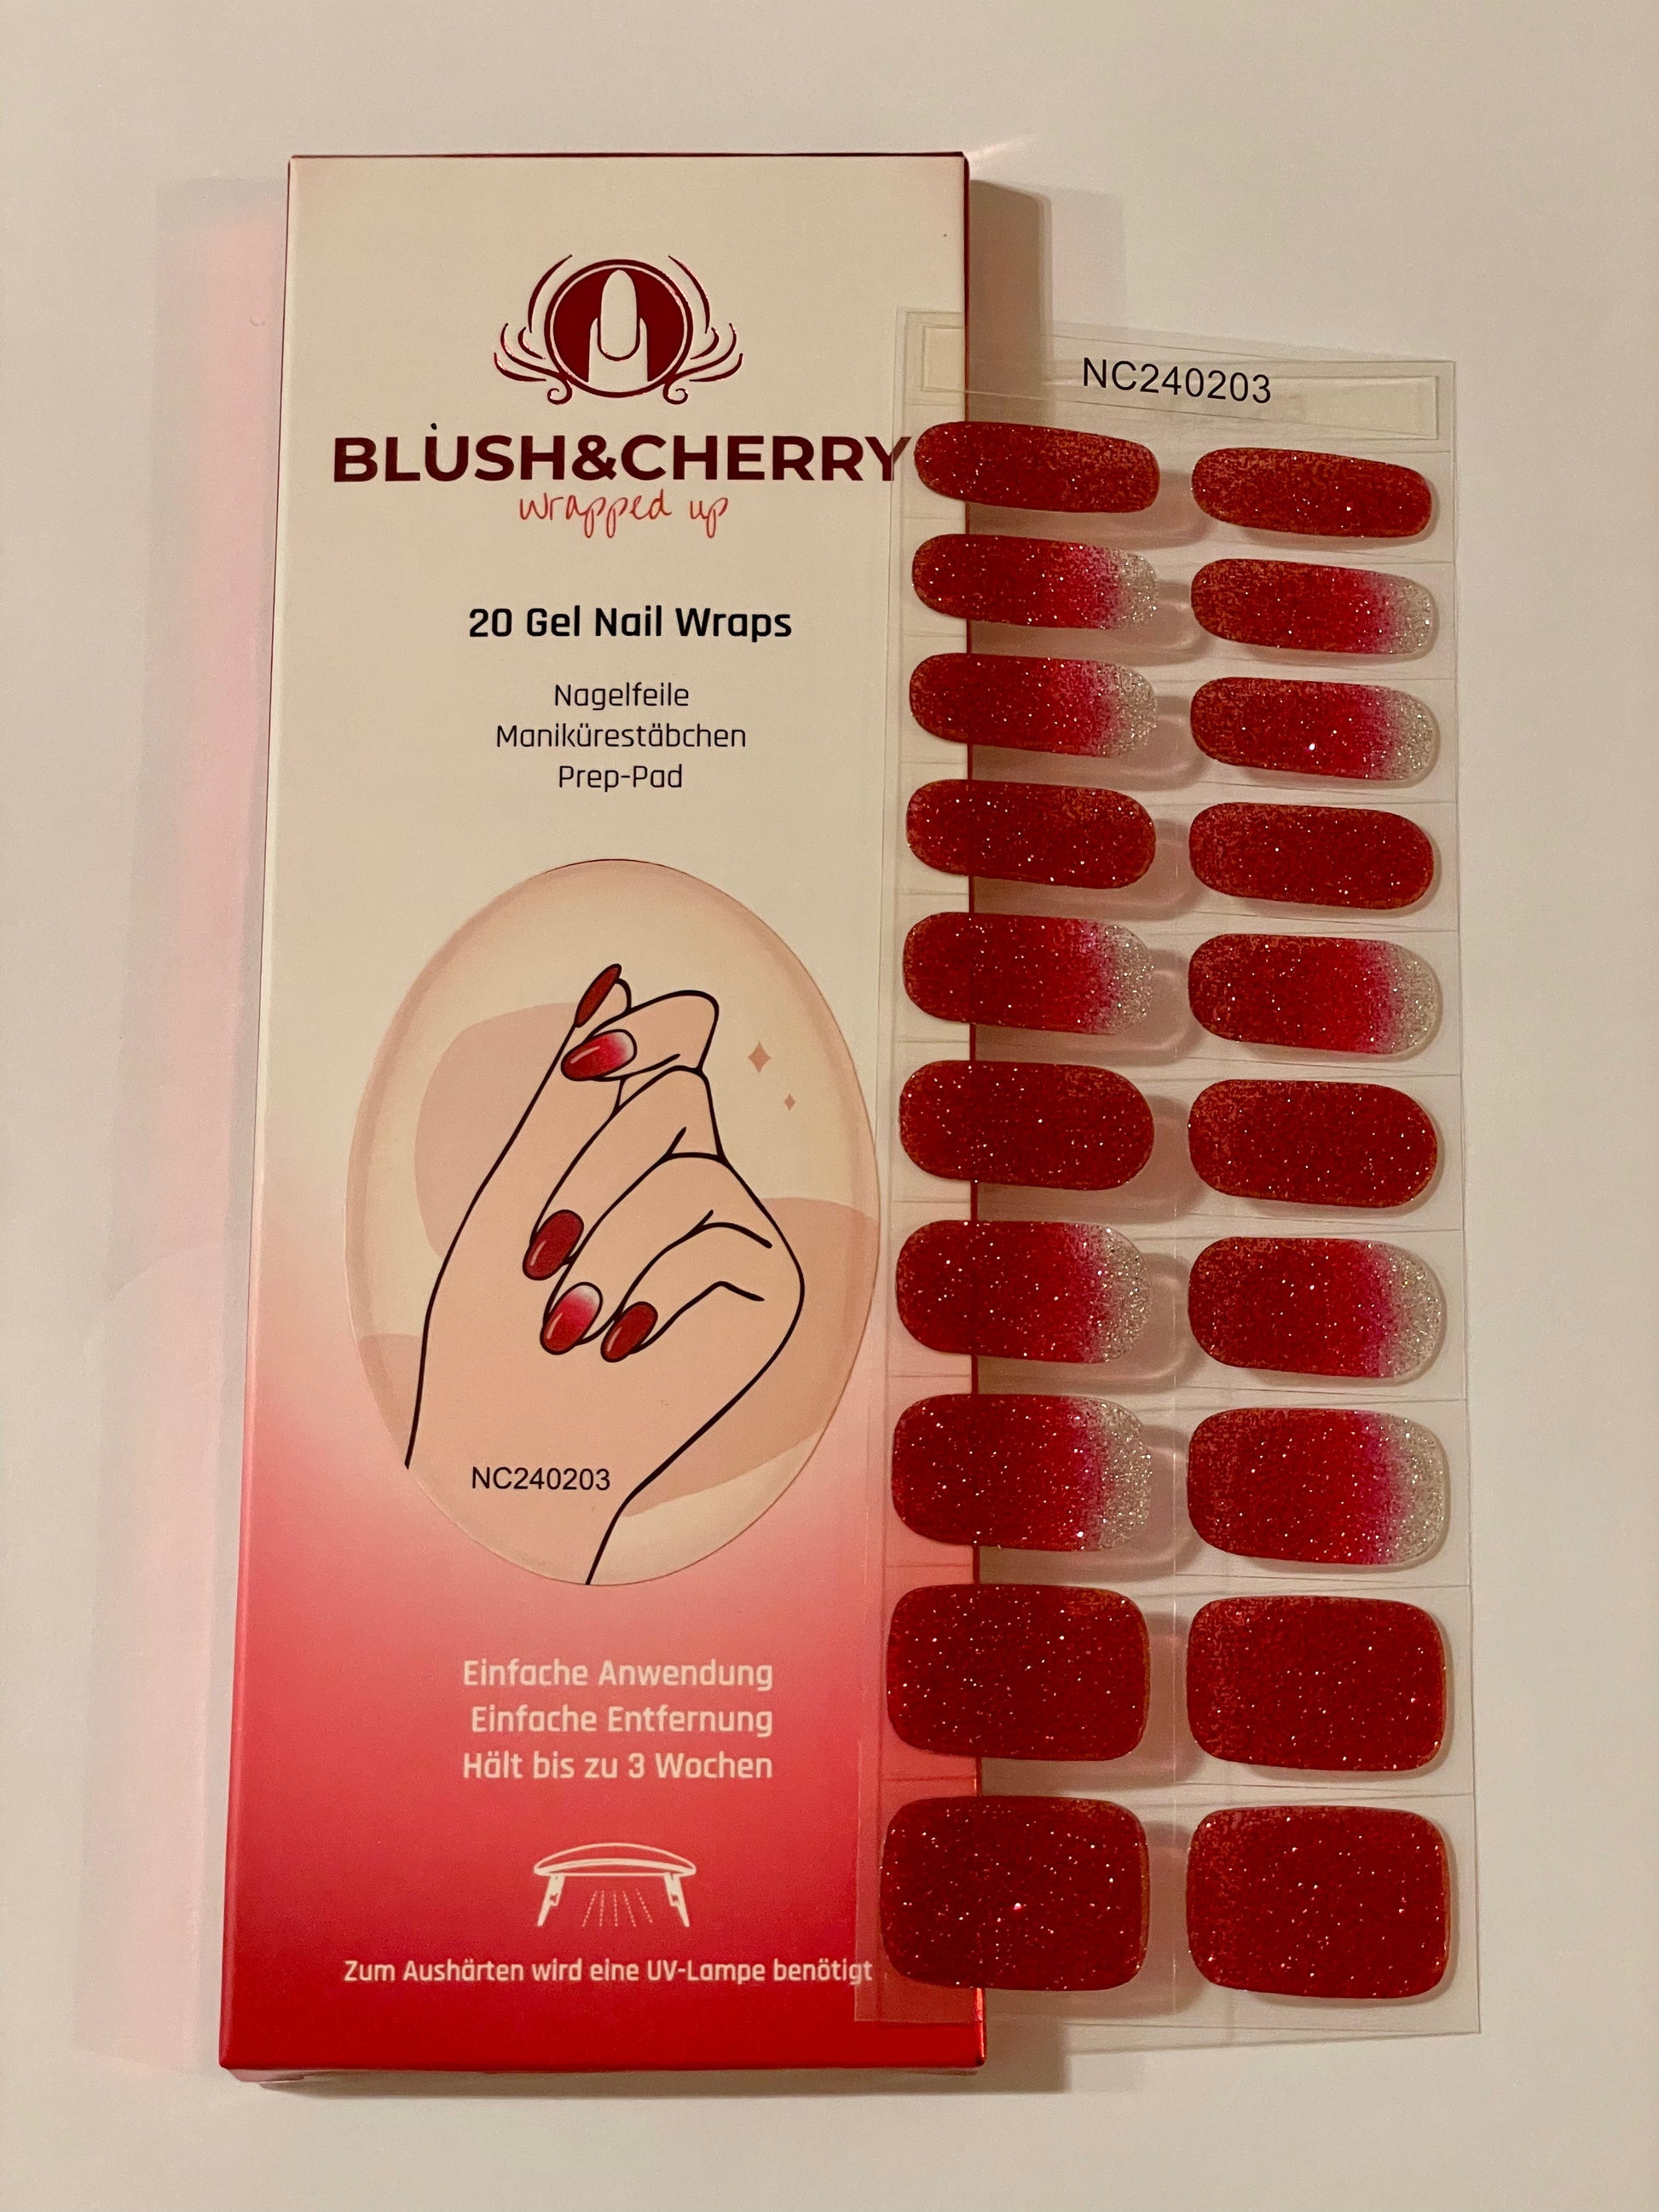 BLUSH&CHERRY
wrapped up
20 Gel Nail Wraps
Nagelfeile
Manikürestäbchen
Prep-Pad
NC240203
Einfache Anwendung
Einfache Entfernung
Hält bis zu 3 Wochen
Zum Aushärten wird eine UV-Lampe benötigt
NC240203